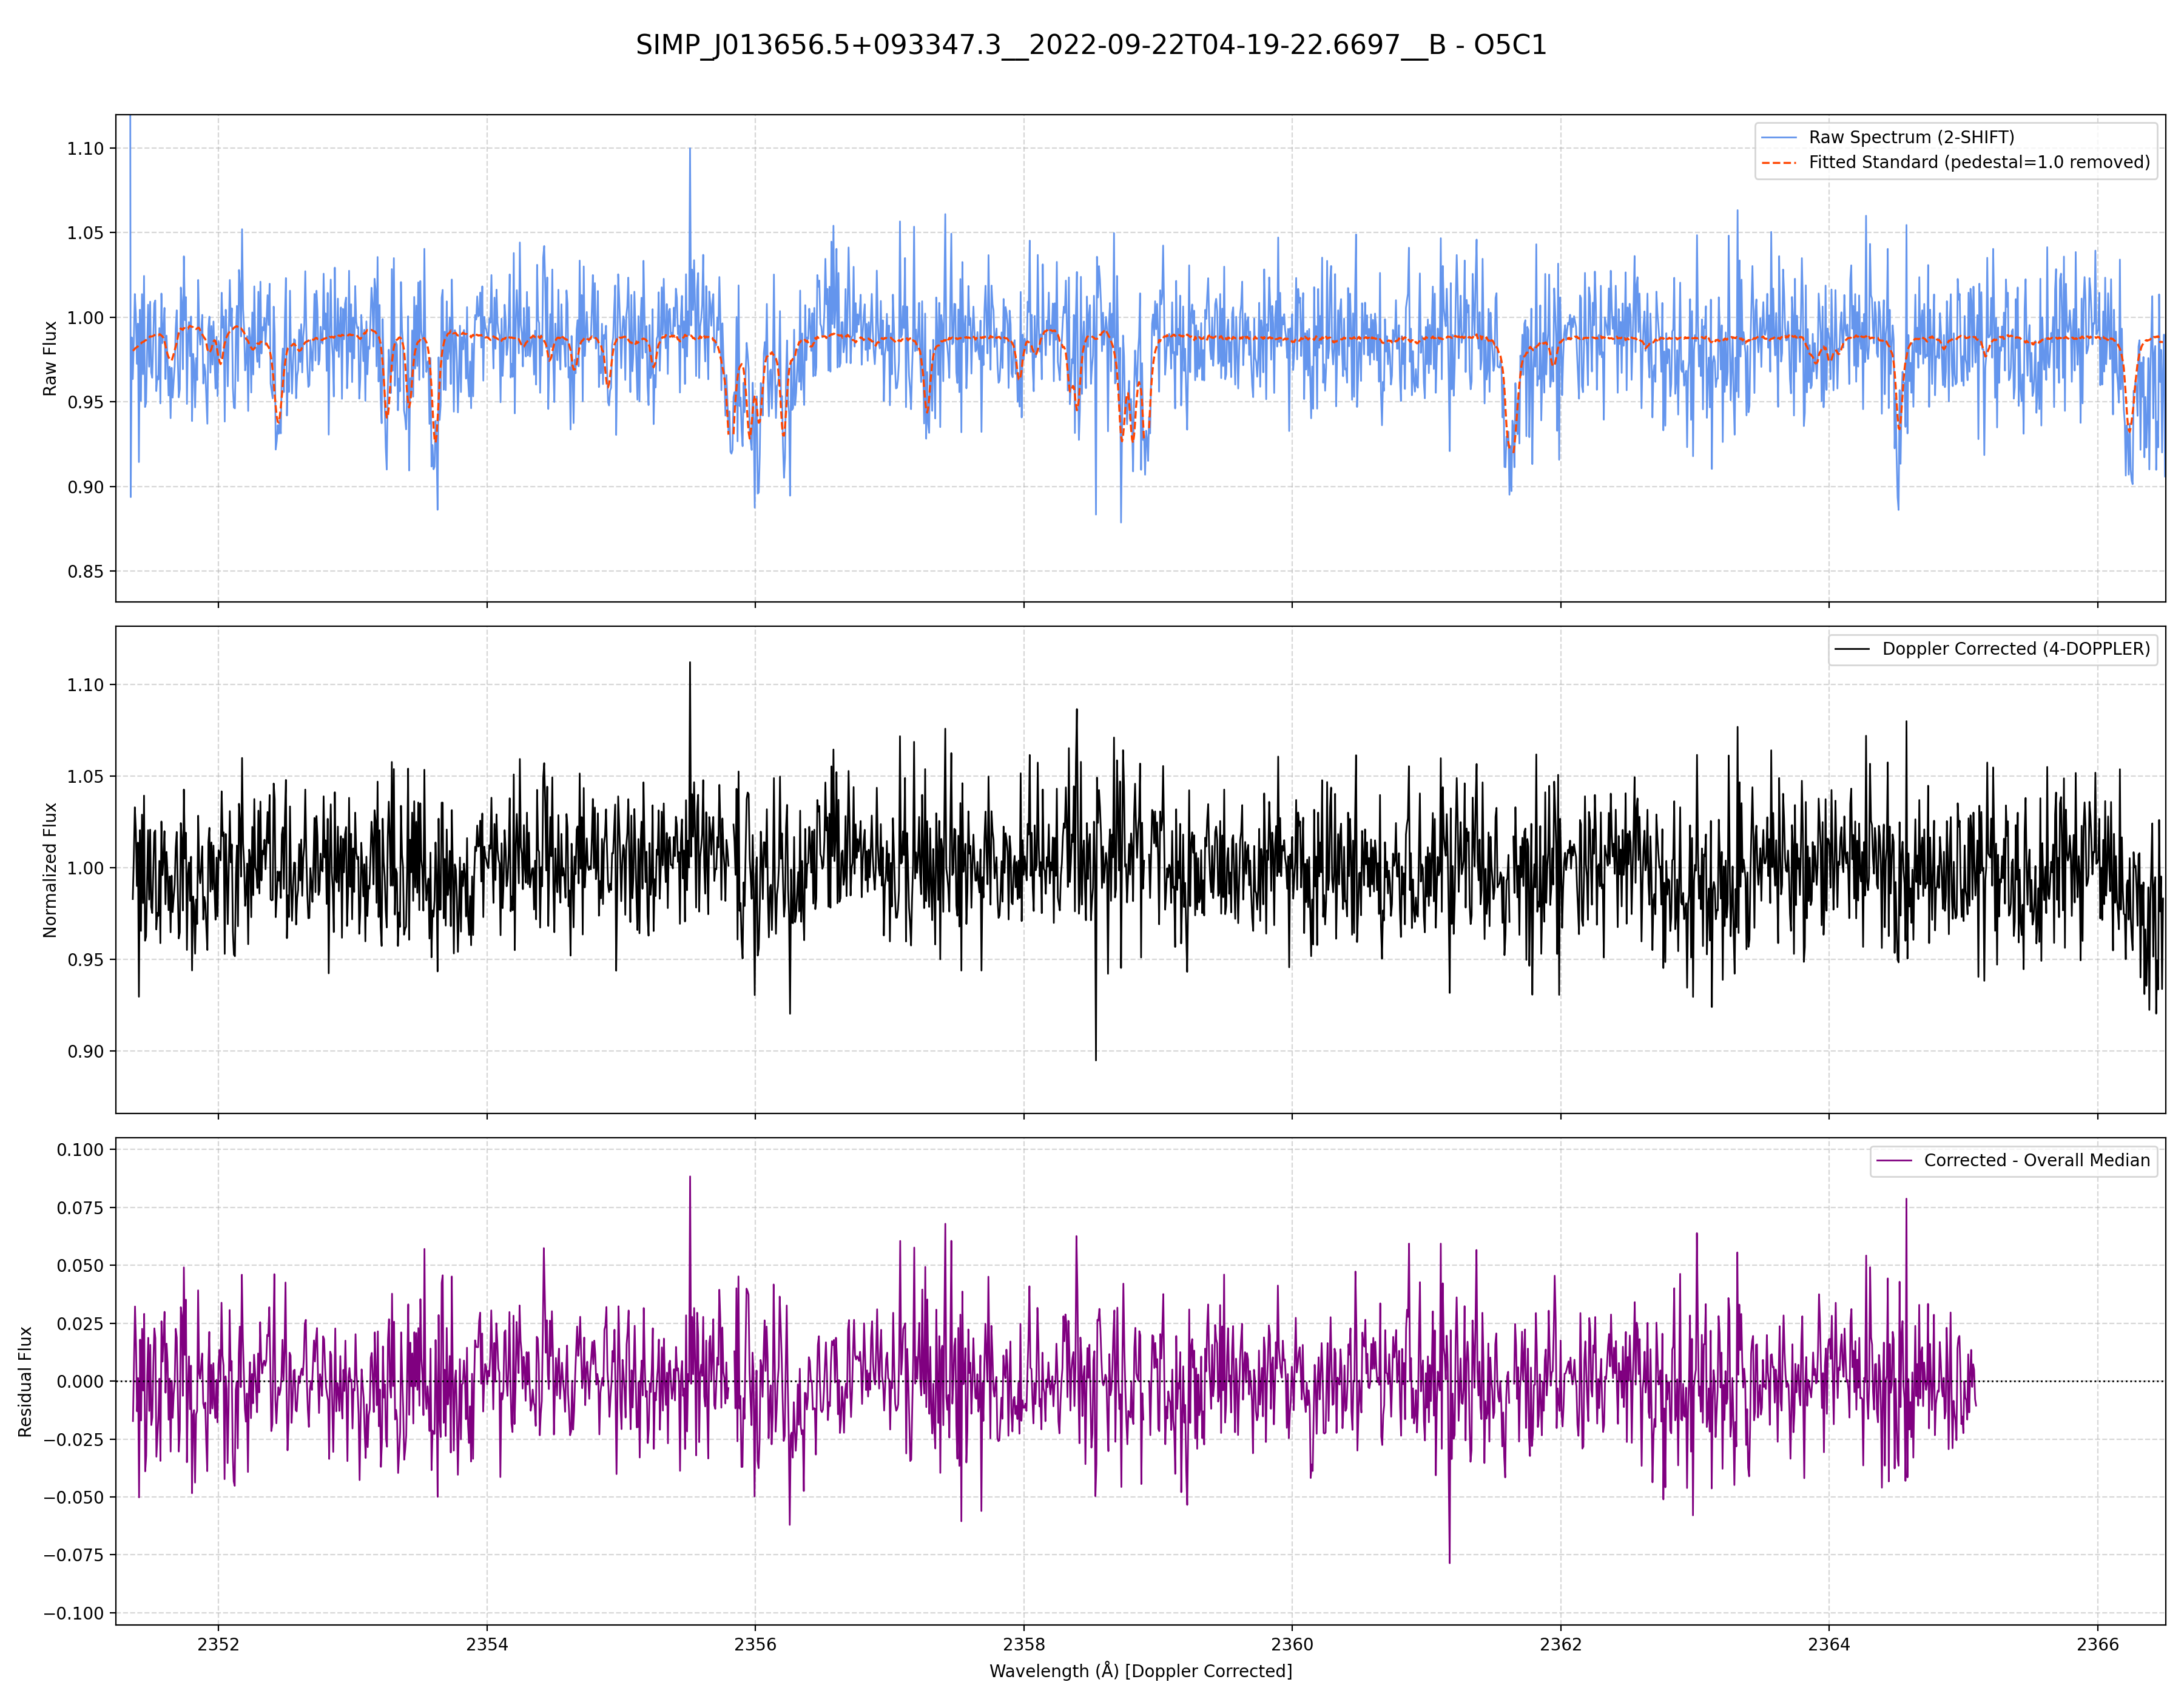 SIMP_J013656.5+093347.3__2022-09-22T04-19-22.6697__B - O5C1
Raw Flux
1.10
1.05
1.00
0.95
0.90
0.85
Raw Spectrum (2-SHIFT)
Fitted Standard (pedestal=1.0 removed)
Normalized Flux
1.10
1.05
1.00
0.95
0.90
Doppler Corrected (4-DOPPLER)
Residual Flux
0.100
0.075
0.050
0.025
0.000
−0.025
−0.050
−0.075
−0.100
Corrected - Overall Median
2352 2354 2356 2358 2360 2362 2364 2366
Wavelength (Å) [Doppler Corrected]